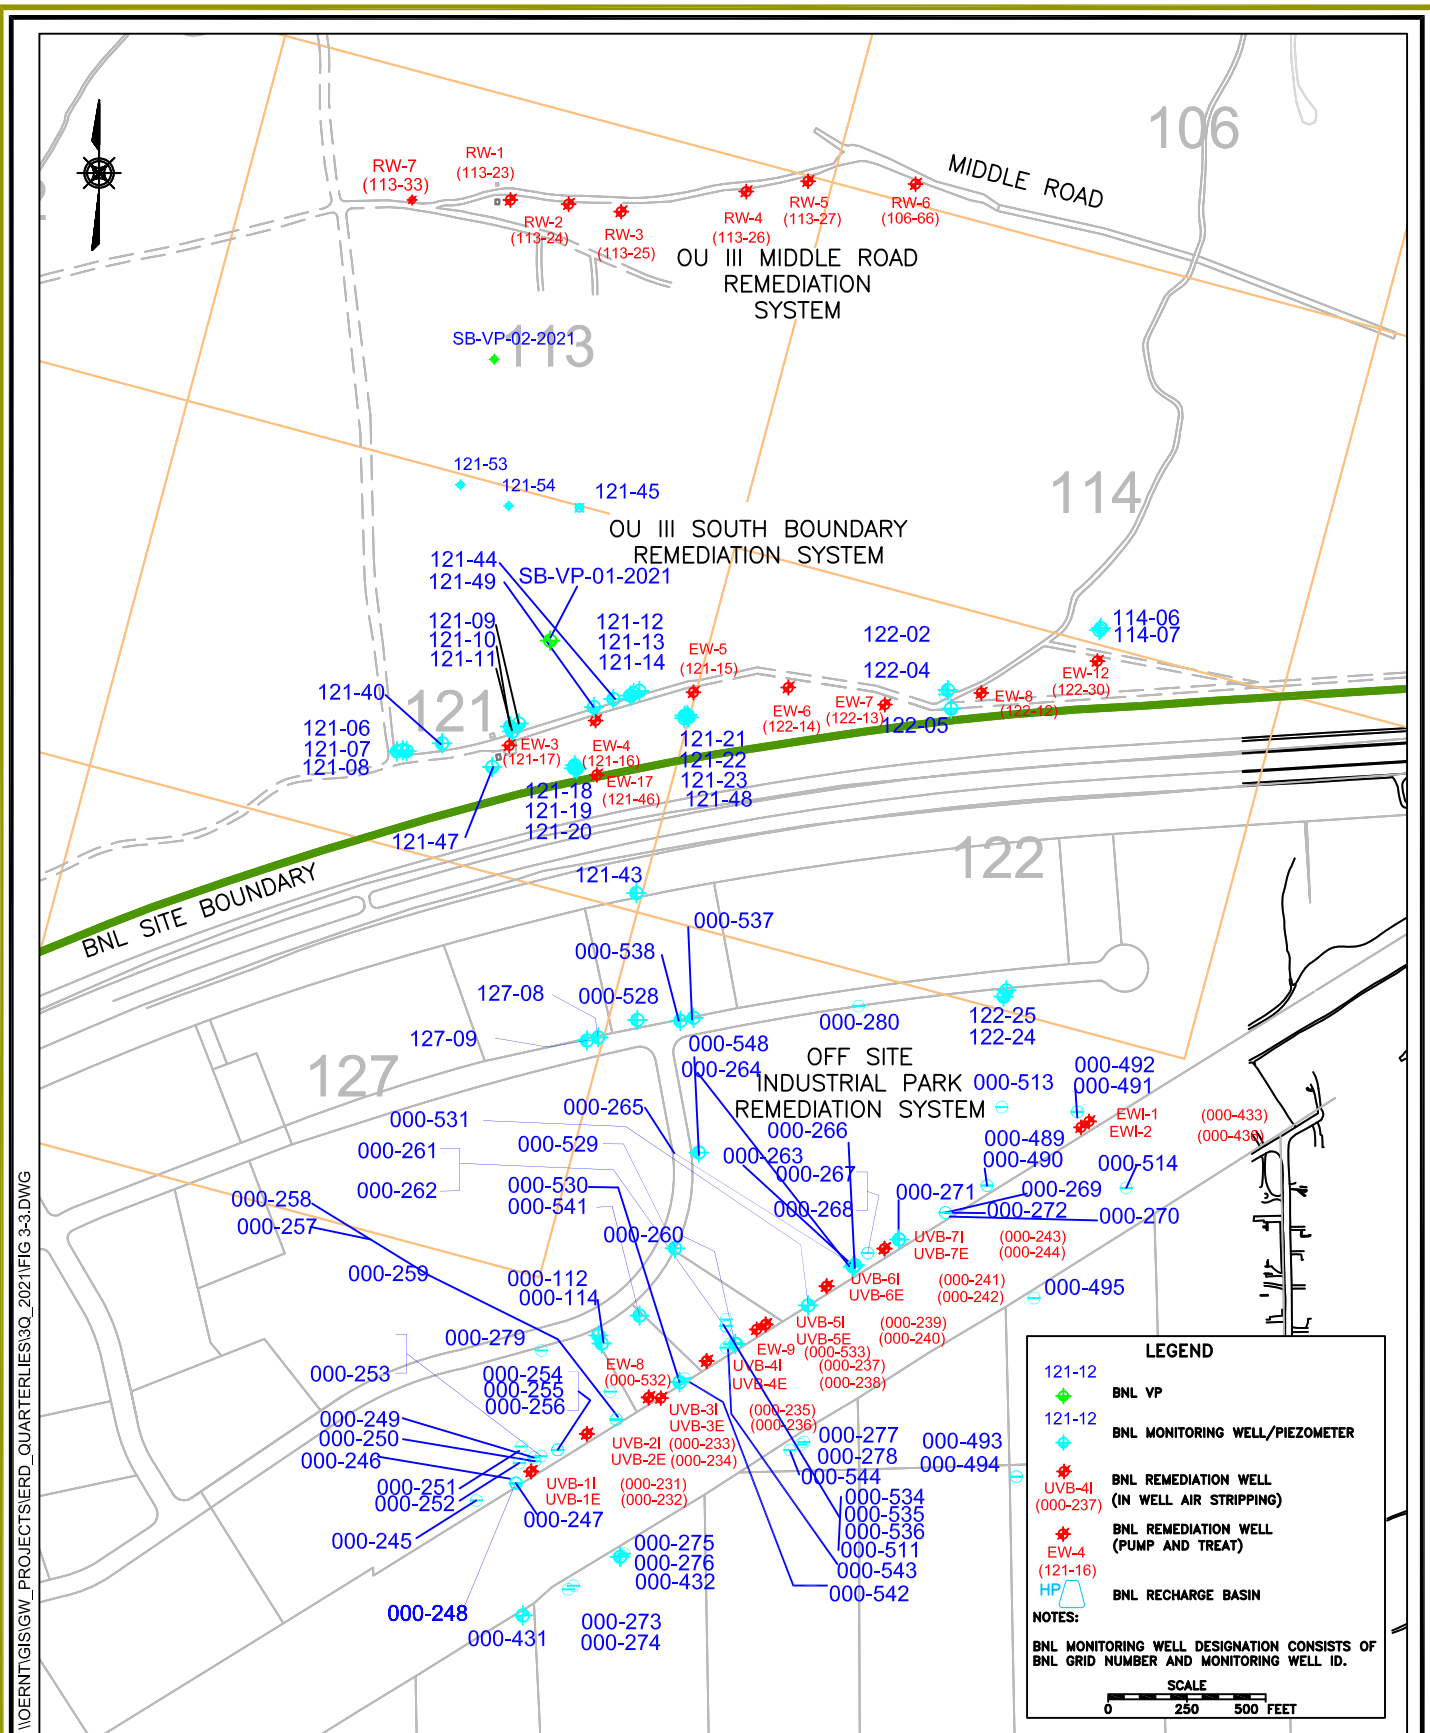 106
RW-7
(113-33)
RW-1
(113-23)
RW-2
(113-24)
RW-3
(113-25)
RW-4
(113-26)
RW-5
(113-27)
RW-6
(106-66)
MIDDLE ROAD
OU III MIDDLE ROAD
REMEDIATION
SYSTEM
SB-VP-02-2021
113
121-53
121-54
121-45
114
OU III SOUTH BOUNDARY
REMEDIATION SYSTEM
121-44
121-49
SB-VP-01-2021
121-09
121-10
121-11
121-12
121-13
121-14
122-02
122-04
114-06
114-07
EW-5
(121-15)
EW-12
(122-30)
EW-6
(122-14)
EW-7
(122-13)
EW-8
(122-12)
122-05
121-40
121
121-06
121-07
121-08
EW-3
(121-17)
EW-4
(121-16)
EW-17
(121-46)
121-21
121-22
121-23
121-48
121-18
121-19
121-20
121-47
121-43
122
BNL SITE BOUNDARY
000-537
000-538
127-08
000-528
127-09
000-280
122-25
122-24
127
000-548
000-264
OFF SITE
INDUSTRIAL PARK
REMEDIATION SYSTEM
000-513
000-492
000-491
EWI-1 (000-433)
EWI-2 (000-436)
000-265
000-531
000-261
000-529
000-262
000-530
000-541
000-266
000-263
000-267
000-268
000-489
000-490
000-514
000-271
000-269
000-272
000-270
000-258
000-257
000-260
000-259
UVB-7I (000-243)
UVB-7E (000-244)
000-112
000-114
UVB-6I (000-241)
UVB-6E (000-242)
000-495
000-279
UVB-5I (000-239)
UVB-5E (000-240)
EW-9 (000-533)
000-253
000-254
000-255
000-256
EW-8
(000-532)
UVB-4I (000-237)
UVB-4E (000-238)
UVB-3I (000-235)
UVB-3E (000-236)
000-249
000-250
000-246
UVB-2I (000-233)
UVB-2E (000-234)
000-277
000-278
000-544
000-493
000-494
000-251
000-252
UVB-1I (000-231)
UVB-1E (000-232)
000-245
000-247
000-534
000-535
000-536
000-511
000-543
000-542
000-275
000-276
000-432
000-248
000-431
000-273
000-274
LEGEND
121-12
BNL VP
121-12
BNL MONITORING WELL/PIEZOMETER
UVB-4I
(000-237)
BNL REMEDIATION WELL
(IN WELL AIR STRIPPING)
EW-4
(121-16)
BNL REMEDIATION WELL
(PUMP AND TREAT)
HP
BNL RECHARGE BASIN
NOTES:
BNL MONITORING WELL DESIGNATION CONSISTS OF
BNL GRID NUMBER AND MONITORING WELL ID.
SCALE
0 250 500 FEET
\\OERNT\GIS\GW_PROJECTS\ERD_QUARTERLIES\3Q_2021\FIG 3-3.DWG